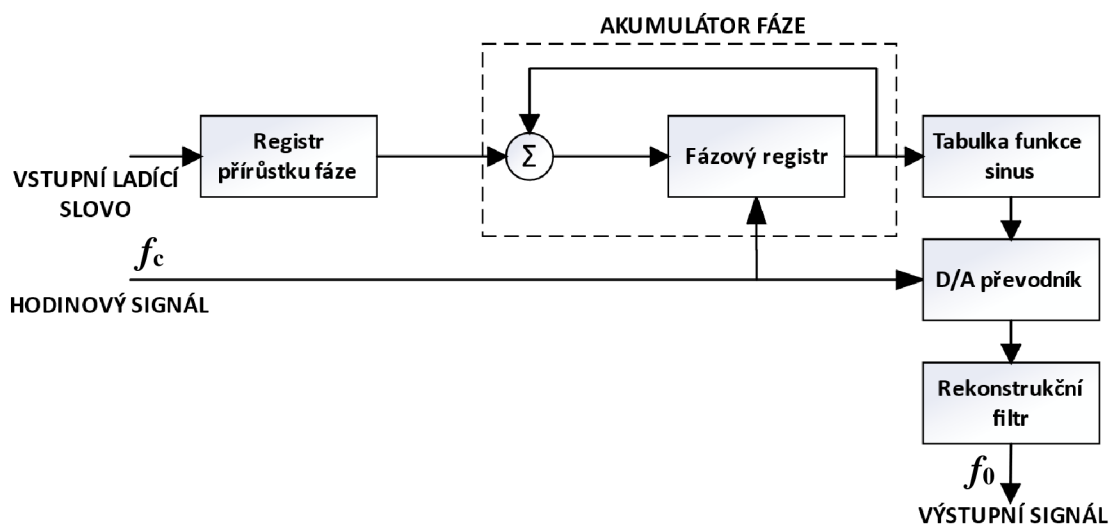 AKUMULÁTOR FÁZE
Registr
přírůstku fáze
Σ
Fázový registr
Tabulka funkce
sinus
VSTUPNÍ LADÍCÍ
SLOVO
fc
HODINOVÝ SIGNÁL
D/A převodník
Rekonstrukční
filtr
f0
VÝSTUPNÍ SIGNÁL